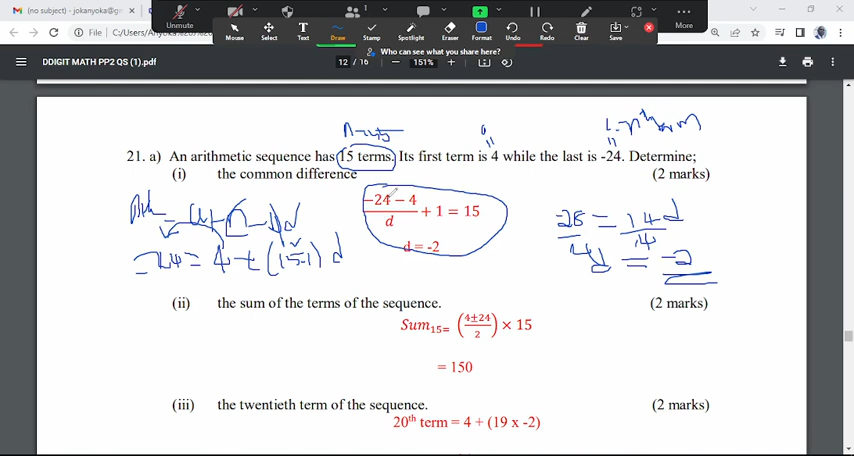 (no subject) - jokanyoka@gm
Unmute
More
File C:/Users/
Mouse Select Text Draw Stamp Spotlight Eraser Format Undo Redo Clear Save
Who can see what you share here?
DDIGIT MATH PP2 QS (1).pdf
12 / 16
151%
21. a) An arithmetic sequence has 15 terms. Its first term is 4 while the last is -24. Determine;
(i) the common difference (2 marks)
−24 − 4
d
+ 1 = 15
d = -2
-24 = 4 + (15-1) d
-28 = 14 d
14 14
d = -2
(ii) the sum of the terms of the sequence. (2 marks)
Sum15= (4±24/2) × 15
= 150
(iii) the twentieth term of the sequence. (2 marks)
20th term = 4 + (19 x -2)